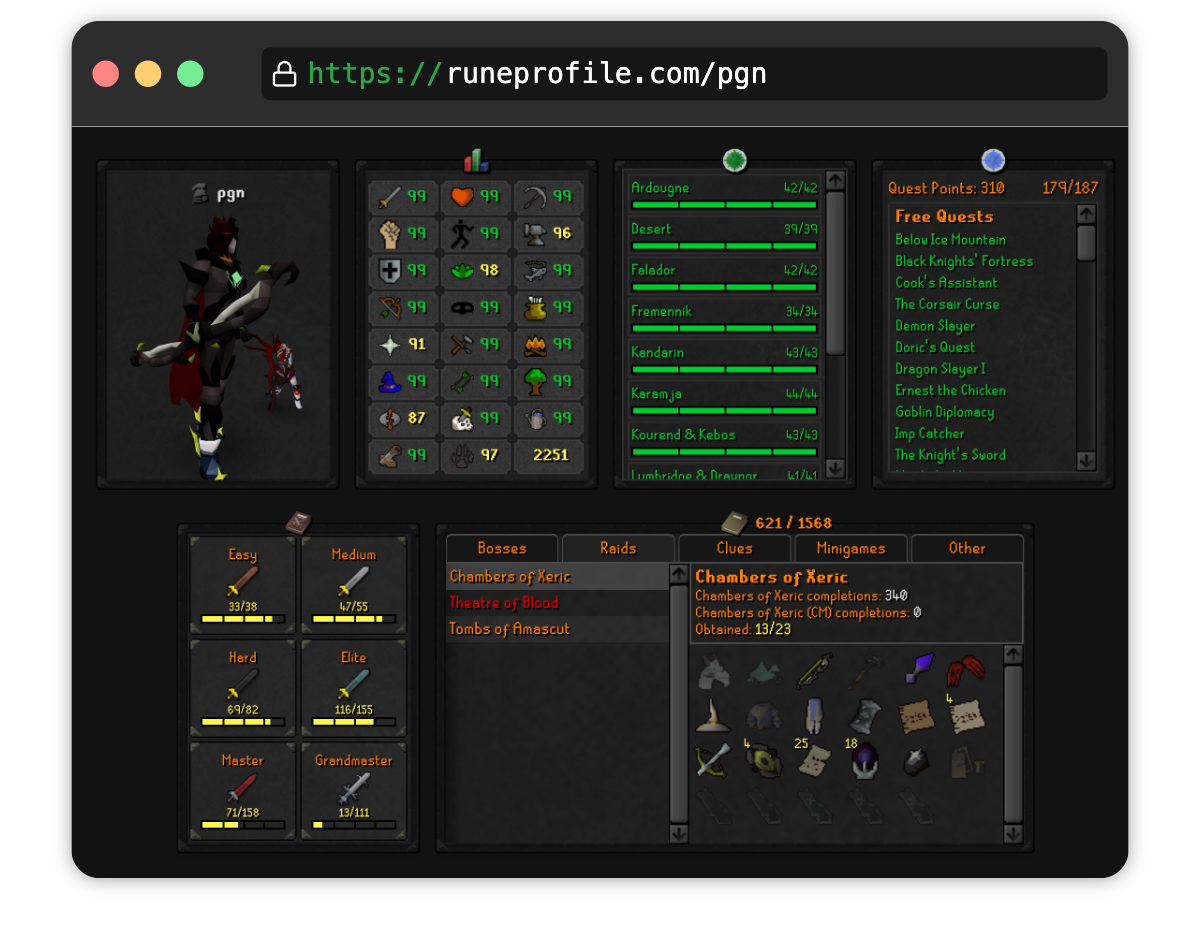 https://runeprofile.com/pgn
pgn
99 99 99
99 99 96
99 98 99
99 99 99
91 99 99
99 99 99
87 99 99
99 97 2251
Ardougne 42/42
Desert 39/39
Falador 42/42
Fremennik 34/34
Kandarin 43/43
Karamja 44/44
Kourend & Kebos 43/43
Lumbridge & Draynor 41/41
Quest Points: 310 179/187
Free Quests
Below Ice Mountain
Black Knights' Fortress
Cook's Assistant
The Corsair Curse
Demon Slayer
Doric's Quest
Dragon Slayer I
Ernest the Chicken
Goblin Diplomacy
Imp Catcher
The Knight's Sword
Easy
33/38
Medium
47/55
Hard
69/82
Elite
116/155
Master
71/158
Grandmaster
13/111
621 / 1568
Bosses Raids Clues Minigames Other
Chambers of Xeric
Theatre of Blood
Tombs of Amascut
Chambers of Xeric
Chambers of Xeric completions: 340
Chambers of Xeric (CM) completions: 0
Obtained: 13/23
4
4 25 18